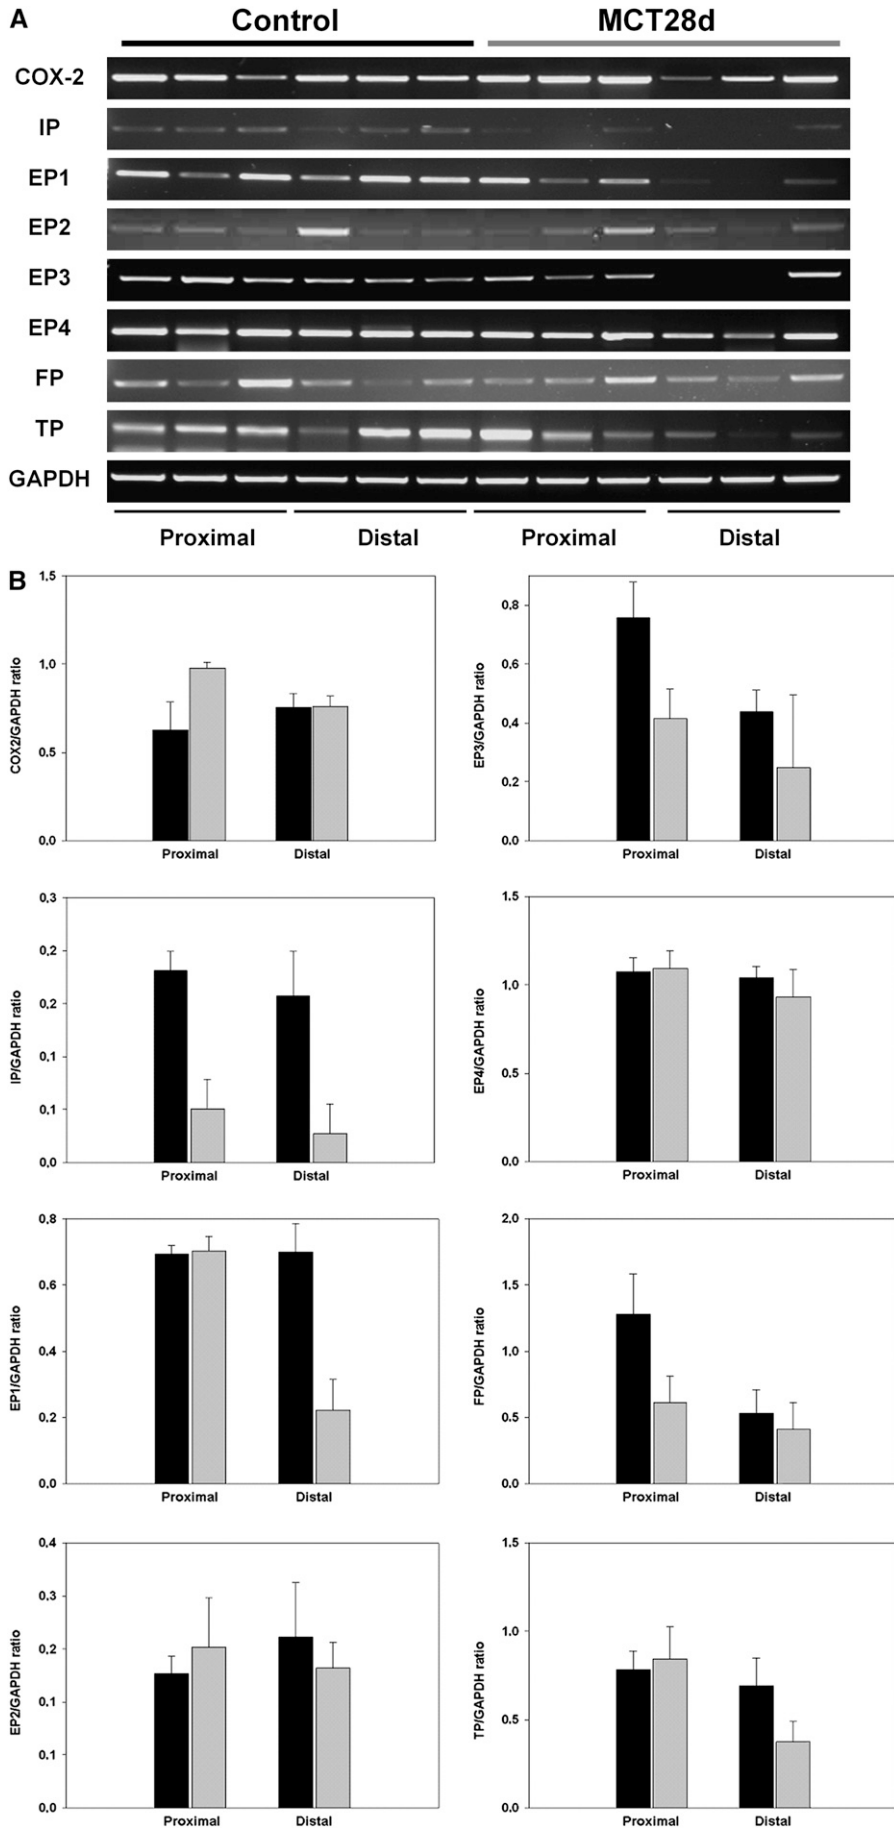 A
Control MCT28d
COX-2
IP
EP1
EP2
EP3
EP4
FP
TP
GAPDH
Proximal Distal Proximal Distal
B
COX2/GAPDH ratio
1,5
1,0
0,5
0,0
Proximal Distal
EP3/GAPDH ratio
0,8
0,6
0,4
0,2
0,0
Proximal Distal
IP/GAPDH ratio
0,3
0,2
0,2
0,1
0,1
0,0
Proximal Distal
EP4/GAPDH ratio
1,5
1,0
0,5
0,0
Proximal Distal
EP1/GAPDH ratio
0,8
0,6
0,4
0,2
0,0
Proximal Distal
FP/GAPDH ratio
2,0
1,5
1,0
0,5
0,0
Proximal Distal
EP2/GAPDH ratio
0,4
0,3
0,2
0,1
0,1
0,0
Proximal Distal
TP/GAPDH ratio
1,5
1,0
0,5
0,0
Proximal Distal